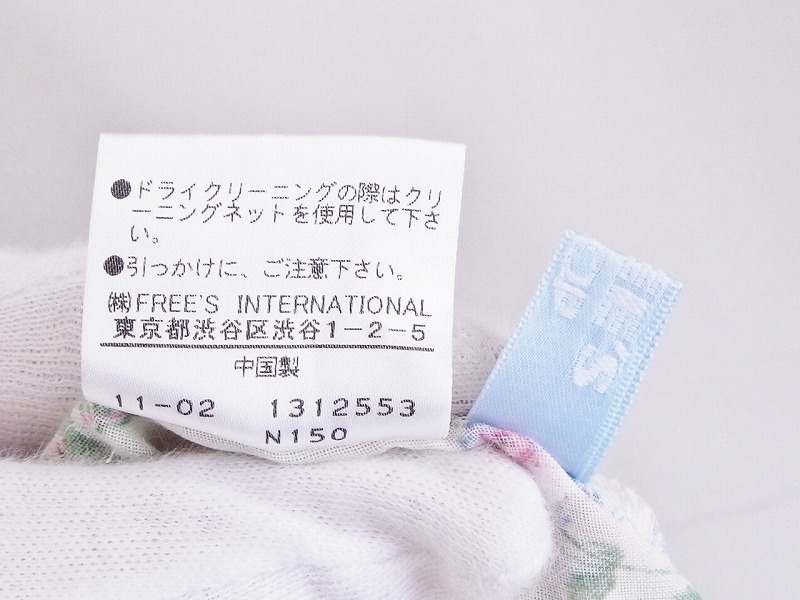 ●ドライクリーニングの際はクリ
ーニングネットを使用して下さ
い。
●引っかけに、ご注意下さい。
㈱FREE'S INTERNATIONAL
東京都渋谷区渋谷1-2-5
中国製
11-02 1312553
N150